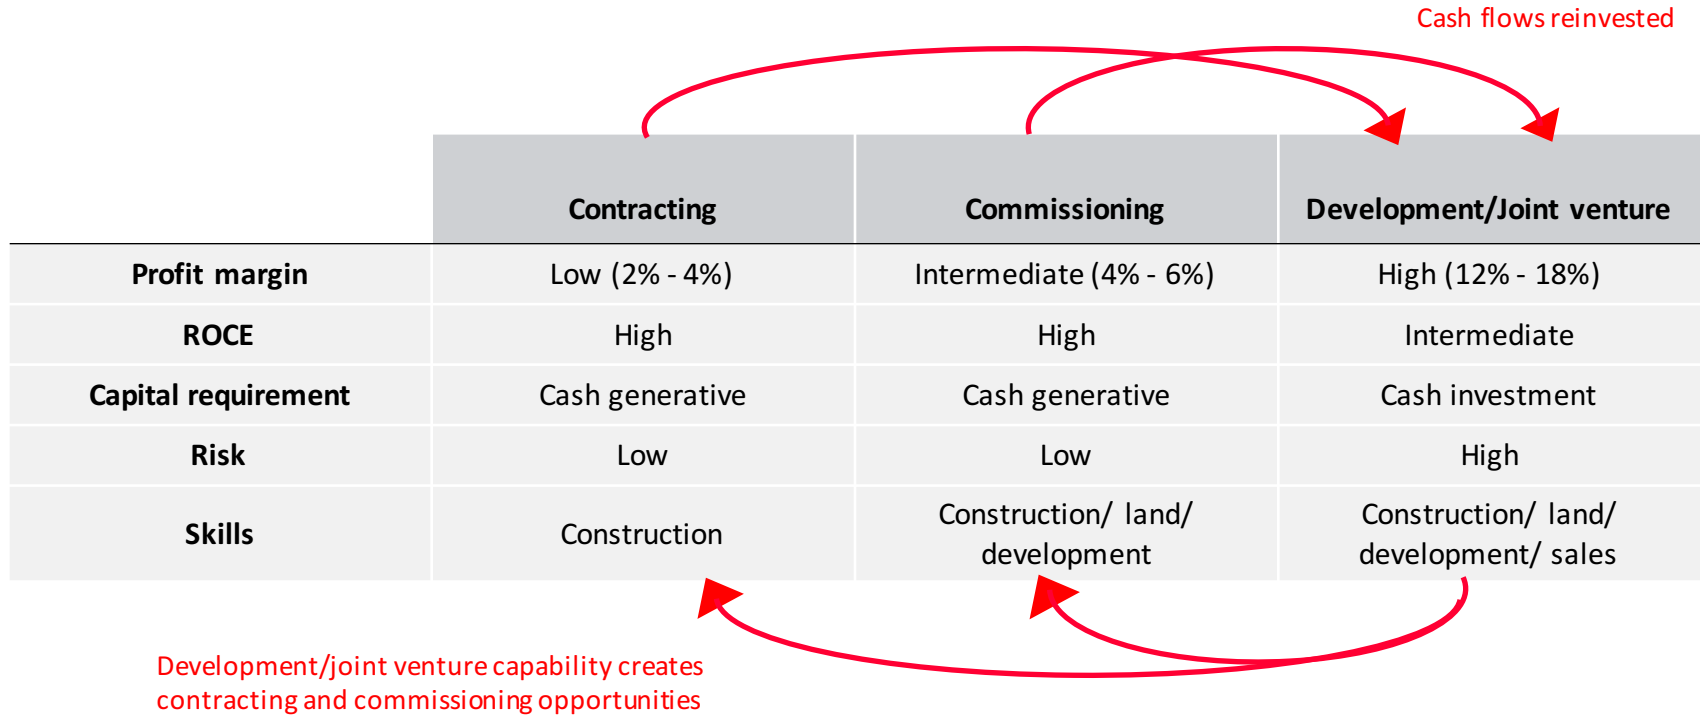 Cash flows reinvested
Contracting Commissioning Development/Joint venture
Profit margin Low (2% - 4%) Intermediate (4% - 6%) High (12% - 18%)
ROCE High High Intermediate
Capital requirement Cash generative Cash generative Cash investment
Risk Low Low High
Skills Construction Construction/ land/ development Construction/ land/ development/ sales
Development/joint venture capability creates
contracting and commissioning opportunities